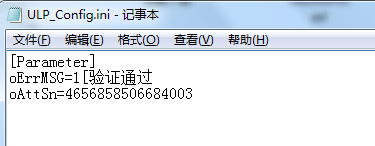 ULP_Config.ini - 记事本
文件(F) 编辑(E) 格式(O) 查看(V) 帮助(H)
[Parameter]
oErrMSG=1[验证通过
oAttSn=4656858506684003